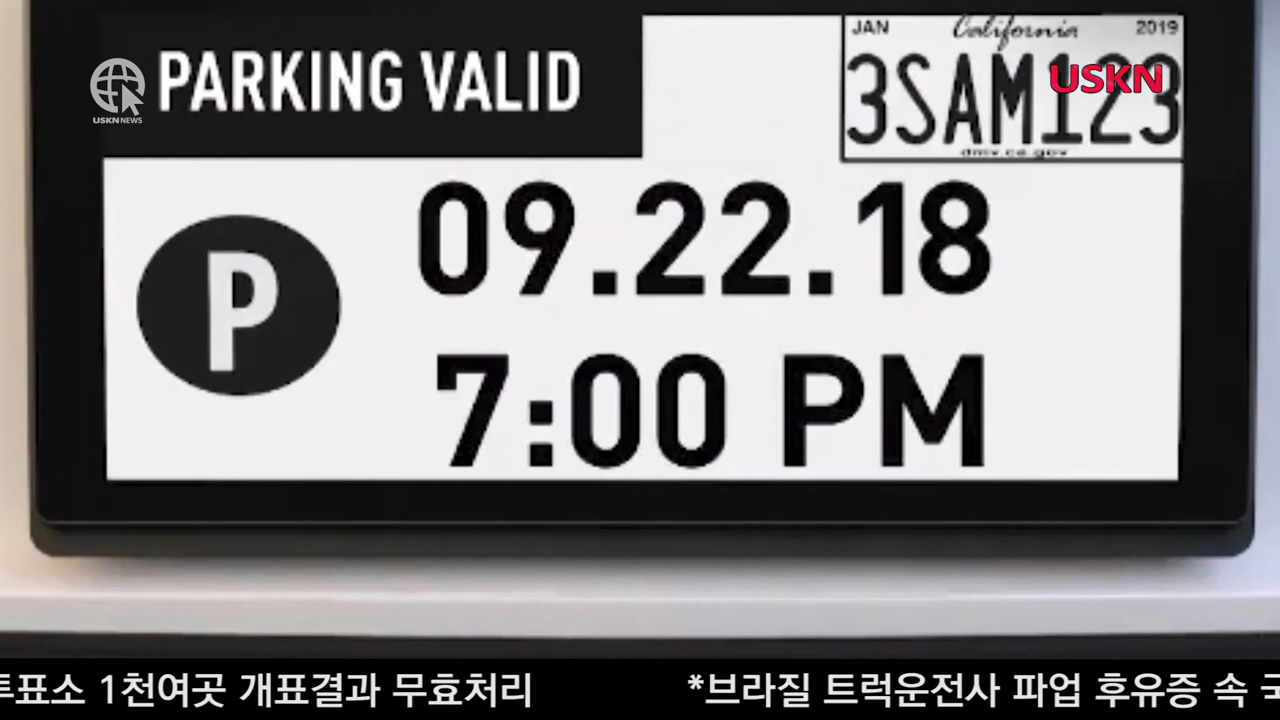 USKN NEWS
PARKING VALID
JAN California 2019
3SAM123
USKN
dmv.ca.gov
P
09.22.18
7:00 PM
투표소 1천여곳 개표결과 무효처리
*브라질 트럭운전사 파업 후유증 속